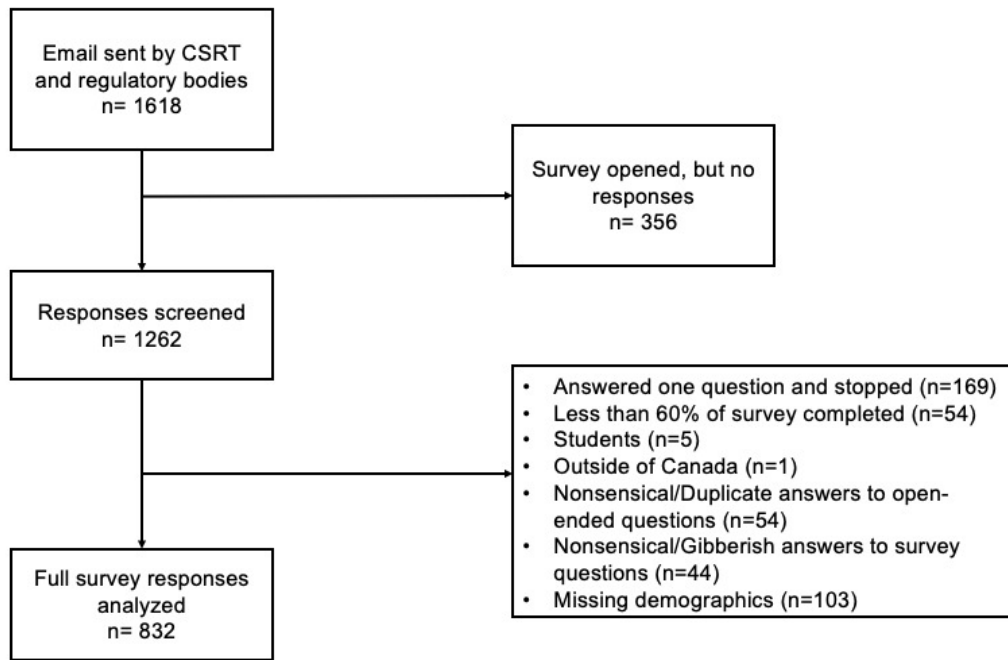 Email sent by CSRT
and regulatory bodies
n= 1618
Survey opened, but no
responses
n= 356
Responses screened
n= 1262
• Answered one question and stopped (n=169)
• Less than 60% of survey completed (n=54)
• Students (n=5)
• Outside of Canada (n=1)
• Nonsensical/Duplicate answers to open-
ended questions (n=54)
• Nonsensical/Gibberish answers to survey
questions (n=44)
• Missing demographics (n=103)
Full survey responses
analyzed
n= 832